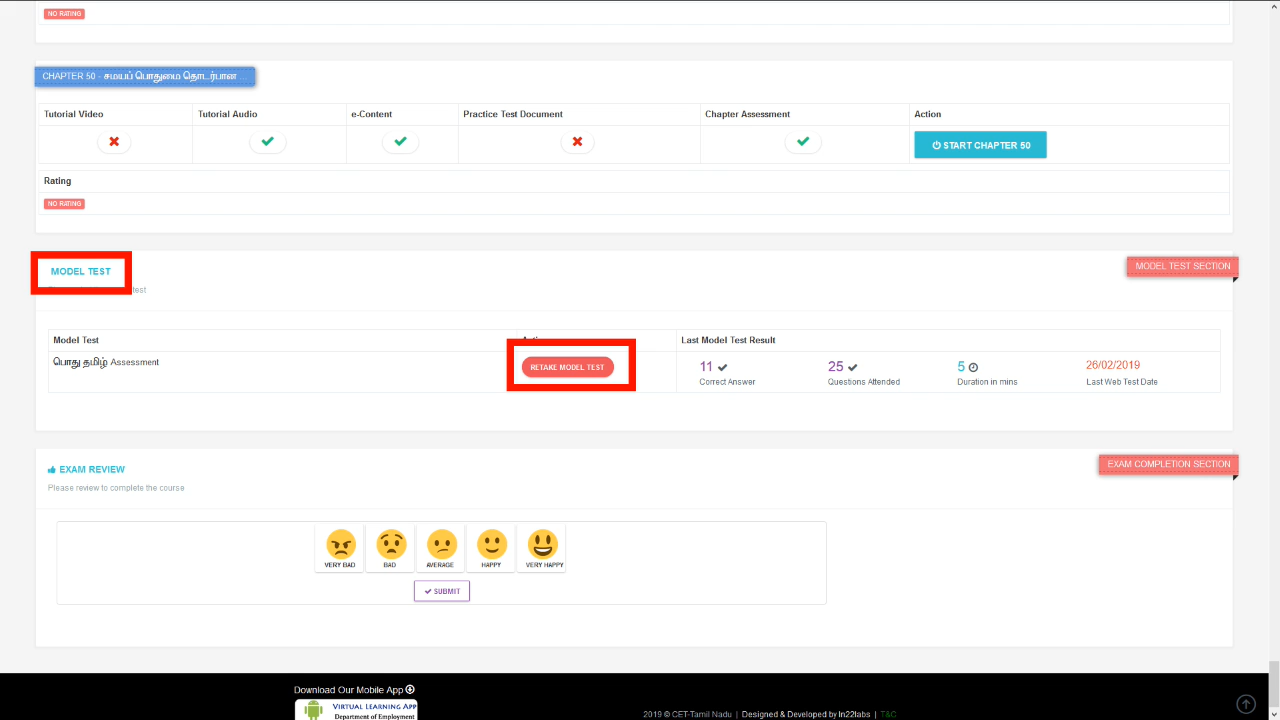 NO RATING
CHAPTER 50 - சமயப் பொதுமை தொடர்பான ...
Tutorial Video Tutorial Audio e-Content Practice Test Document Chapter Assessment Action
START CHAPTER 50
Rating
NO RATING
MODEL TEST
MODEL TEST SECTION
test
Model Test Last Model Test Result
பொது தமிழ் Assessment RETAKE MODEL TEST 11 25 5 26/02/2019
Correct Answer Questions Attended Duration in mins Last Web Test Date
EXAM REVIEW
EXAM COMPLETION SECTION
Please review to complete the course
VERY BAD BAD AVERAGE HAPPY VERY HAPPY
SUBMIT
Download Our Mobile App
VIRTUAL LEARNING APP
Department of Employment
2019 © CET-Tamil Nadu | Designed & Developed by In22labs | T&C